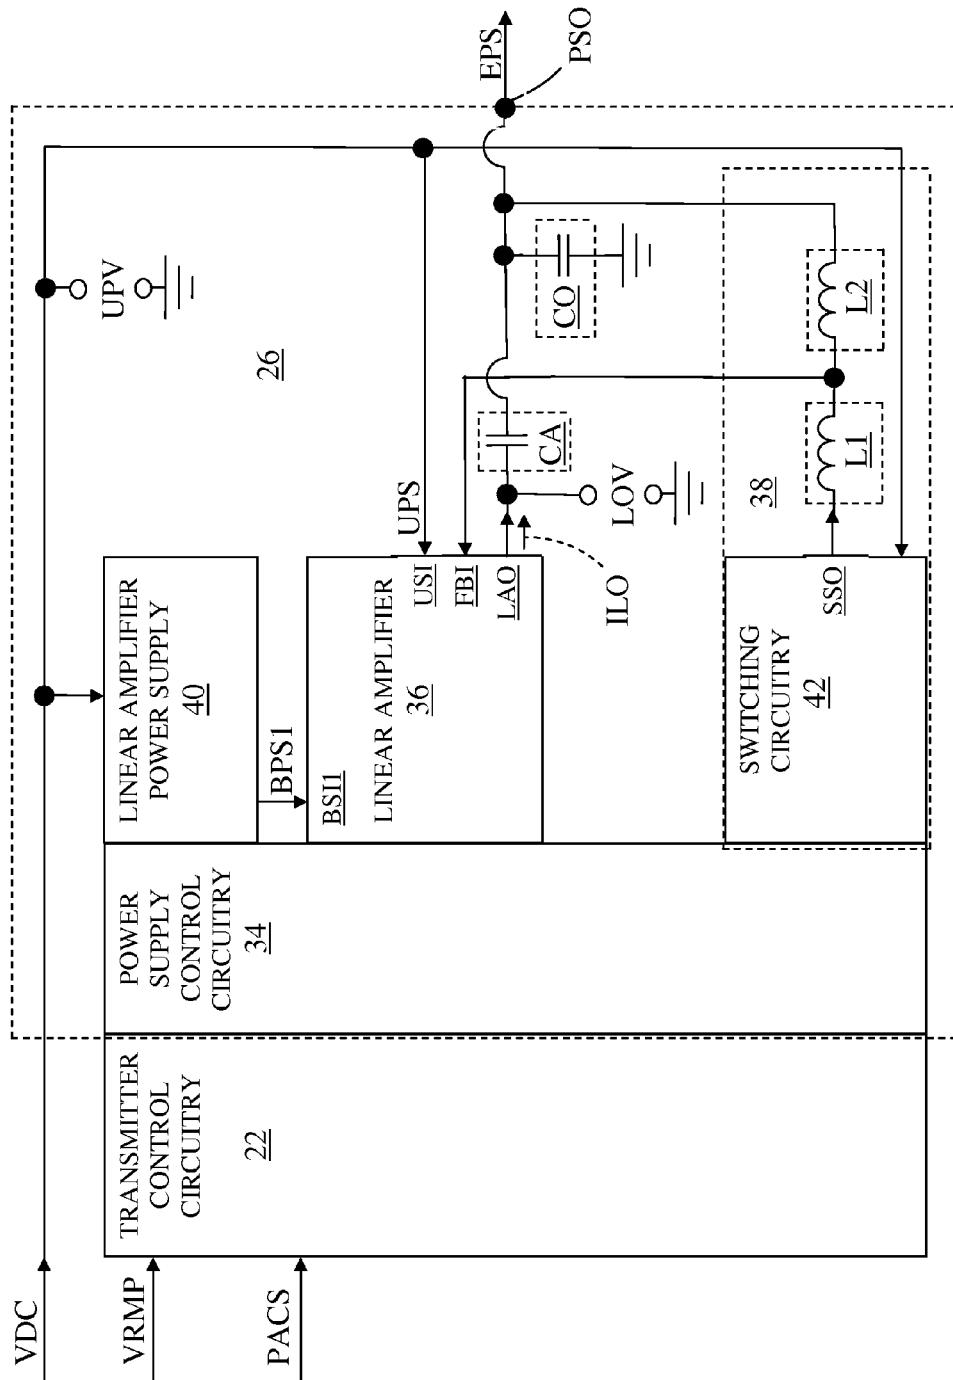 VDC
VRMP
PACS
TRANSMITTER
CONTROL
CIRCUITRY
22
POWER
SUPPLY
CONTROL
CIRCUITRY
34
LINEAR AMPLIFIER
POWER SUPPLY
40
BPS1
BSI1
LINEAR AMPLIFIER
36
USI
FBI
LAO
UPS
ILO
LOV
CA
UPV
26
CO
EPS
PSO
SWITCHING
CIRCUITRY
42
SSO
38
L1
L2